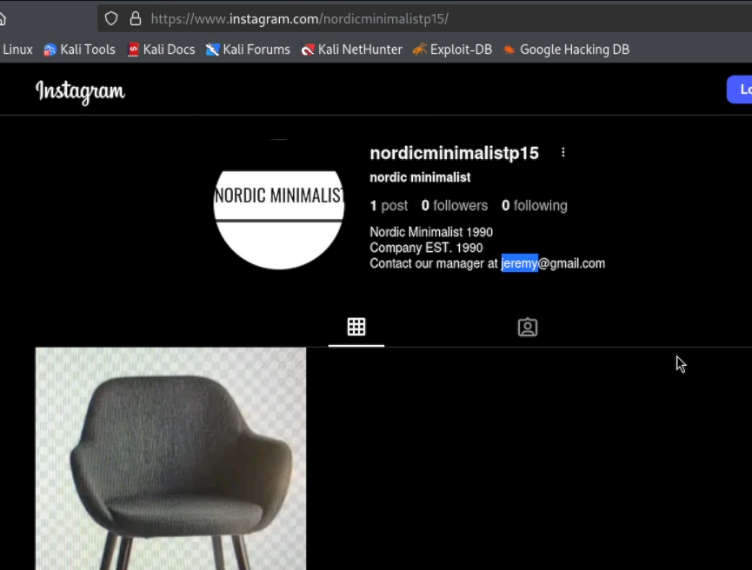 https://www.instagram.com/nordicminimalistp15/
Linux Kali Tools Kali Docs Kali Forums Kali NetHunter Exploit-DB Google Hacking DB
Instagram
nordicminimalistp15
nordic minimalist
NORDIC MINIMALIST
1 post 0 followers 0 following
Nordic Minimalist 1990
Company EST. 1990
Contact our manager at jeremy@gmail.com